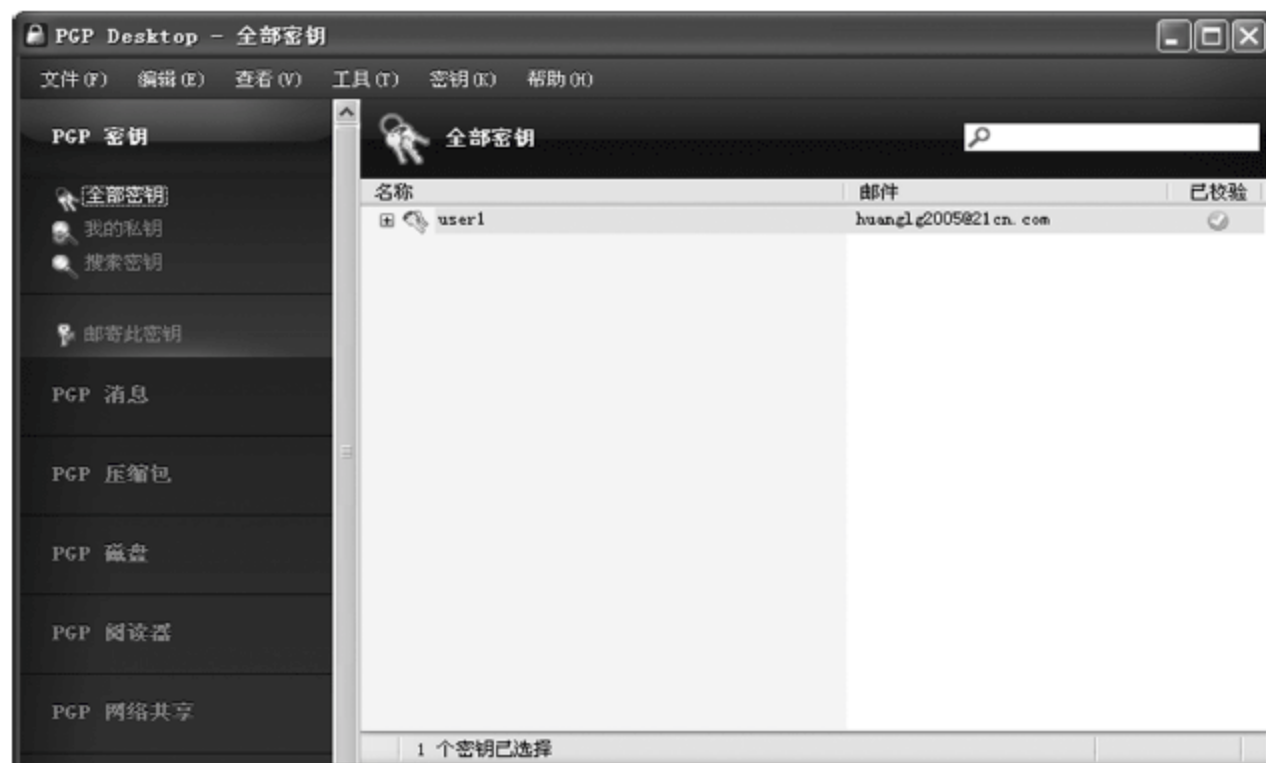 PGP Desktop - 全部密钥
文件(F) 编辑(E) 查看(V) 工具(T) 密钥(K) 帮助(H)
PGP 密钥
全部密钥
我的私钥
搜索密钥
邮寄此密钥
PGP 消息
PGP 压缩包
PGP 磁盘
PGP 阅读器
PGP 网络共享
全部密钥
名称 邮件 已校验
user1 huanglg2005@21cn.com
1 个密钥已选择